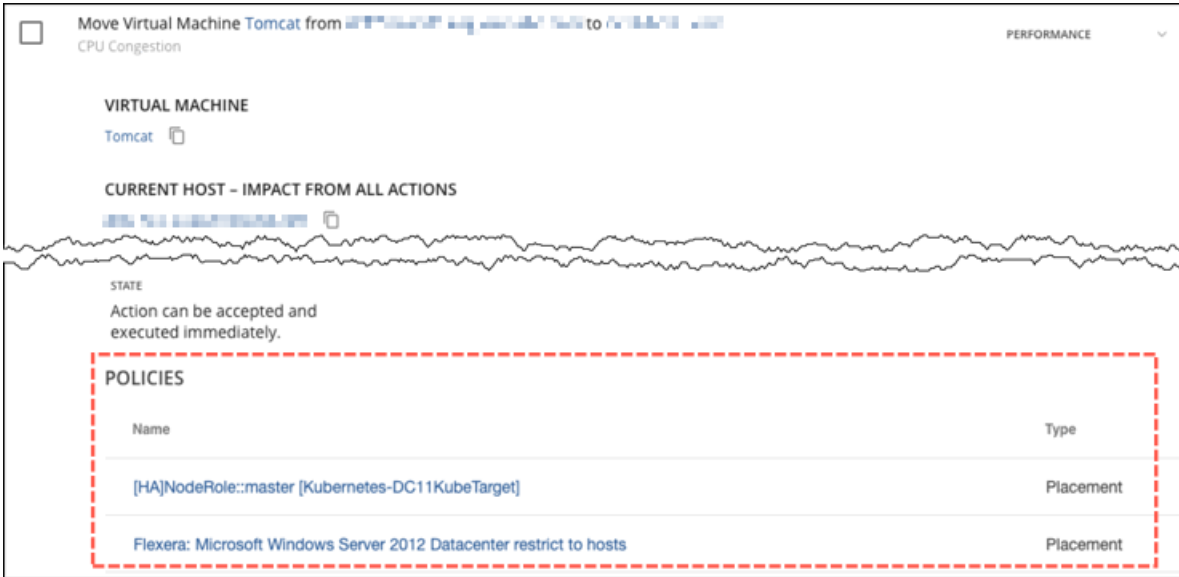 Move Virtual Machine Tomcat from to
PERFORMANCE
CPU Congestion
VIRTUAL MACHINE
Tomcat
CURRENT HOST – IMPACT FROM ALL ACTIONS
STATE
Action can be accepted and
executed immediately.
POLICIES
Name Type
[HA]NodeRole::master [Kubernetes-DC11KubeTarget] Placement
Flexera: Microsoft Windows Server 2012 Datacenter restrict to hosts Placement